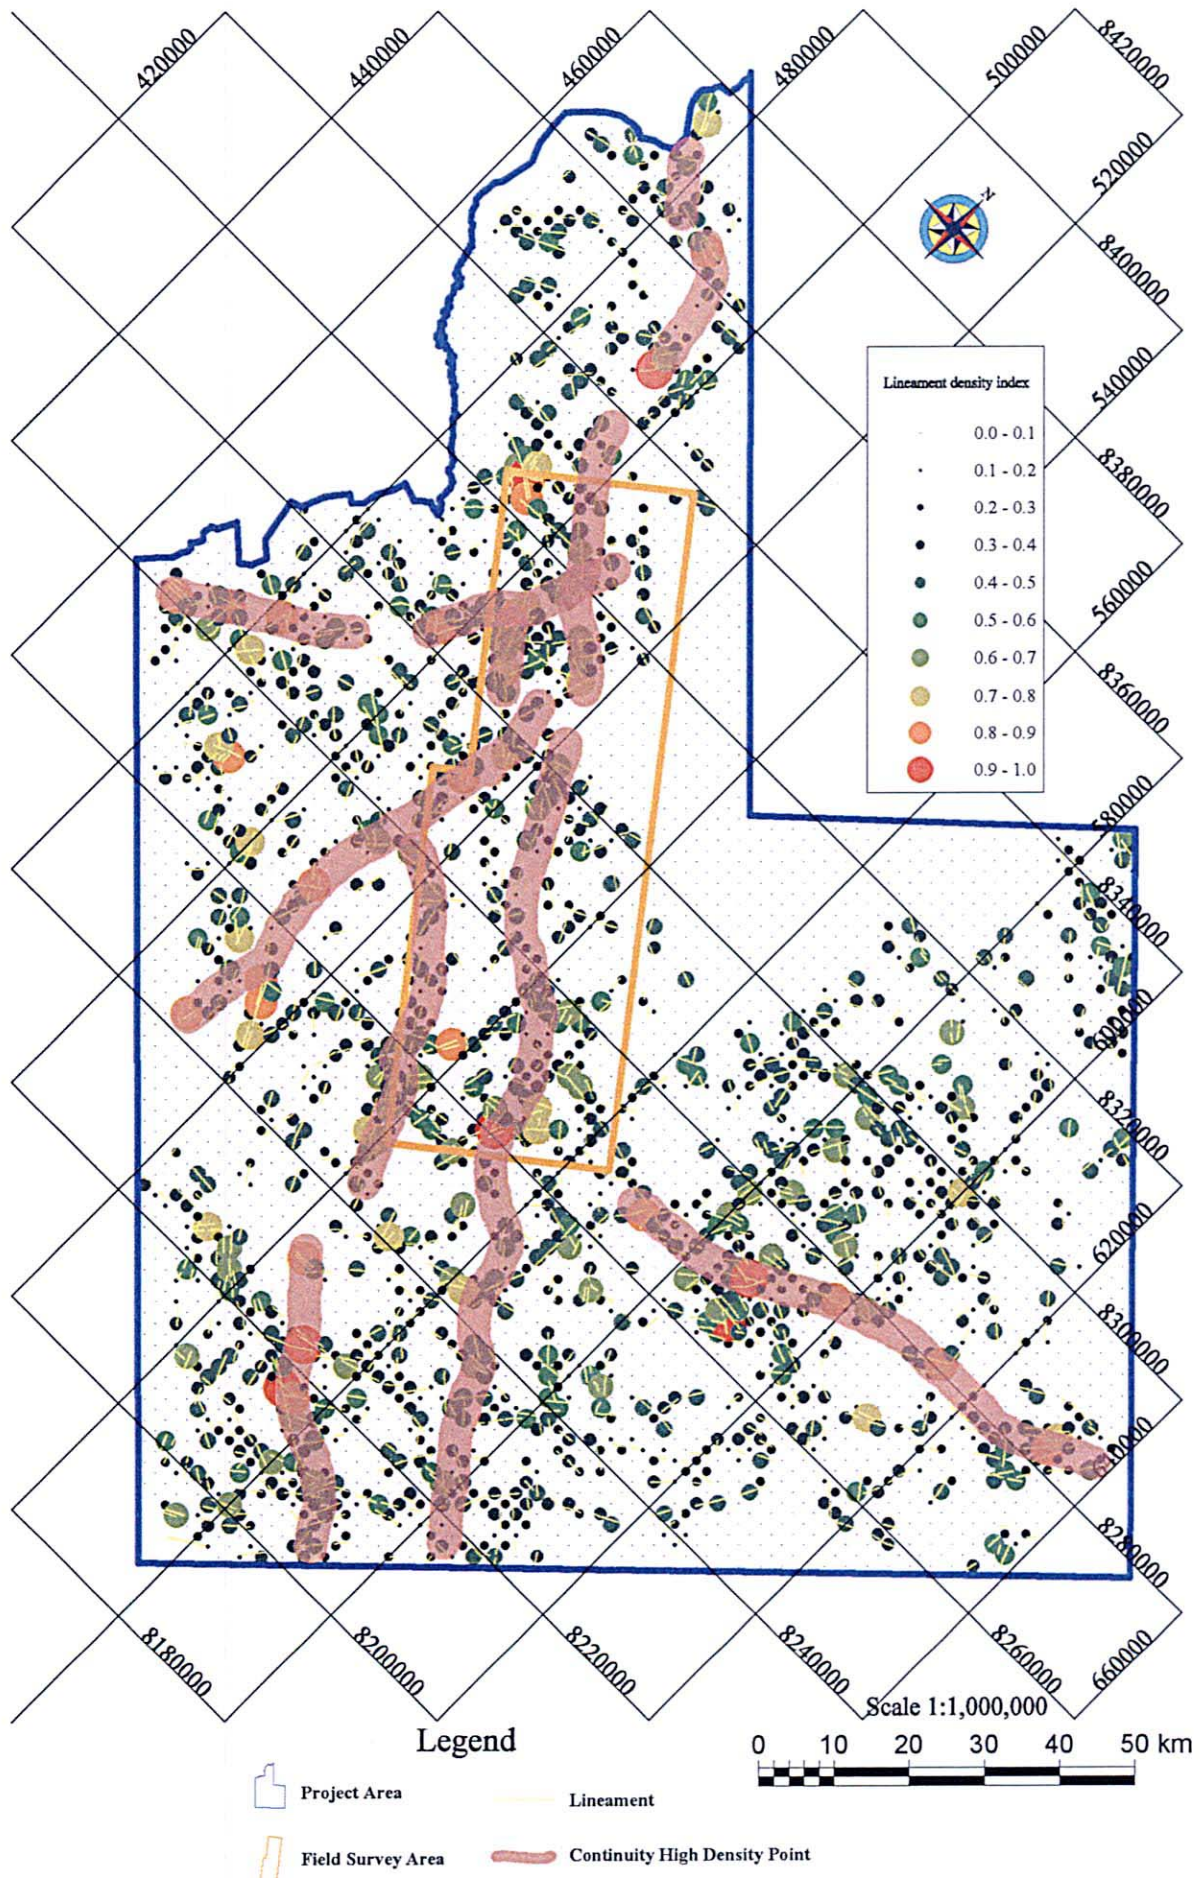 420000
440000
460000
480000
500000
8420000
520000
8400000
N
540000
8380000
560000
8360000
580000
8340000
600000
8320000
620000
8300000
8280000
660000
Lineament density index
0.0 - 0.1
0.1 - 0.2
0.2 - 0.3
0.3 - 0.4
0.4 - 0.5
0.5 - 0.6
0.6 - 0.7
0.7 - 0.8
0.8 - 0.9
0.9 - 1.0
8180000
8200000
8220000
8240000
8260000
Scale 1:1,000,000
0 10 20 30 40 50 km
Legend
Project Area
Lineament
Field Survey Area
Continuity High Density Point